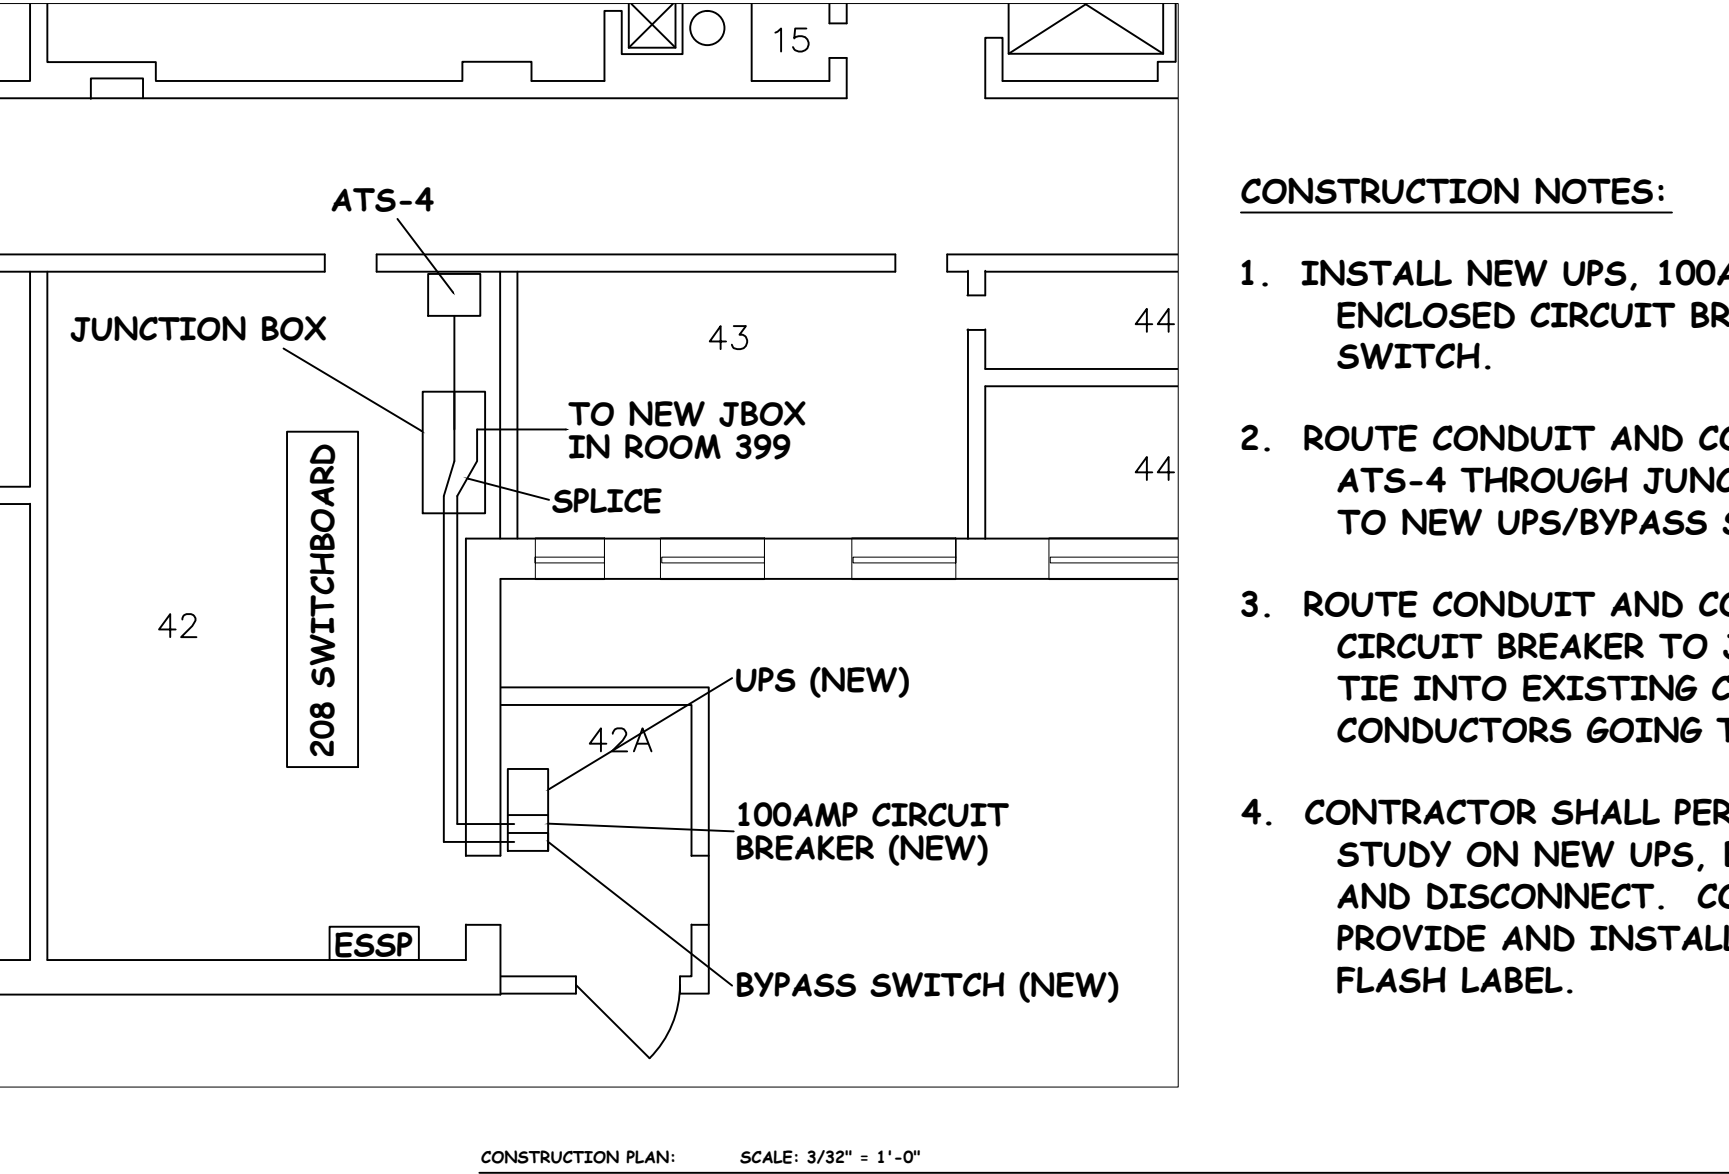 15
ATS-4
JUNCTION BOX
43
44
TO NEW JBOX
IN ROOM 399
44
SPLICE
208 SWITCHBOARD
42
UPS (NEW)
42A
100AMP CIRCUIT
BREAKER (NEW)
ESSP
BYPASS SWITCH (NEW)
CONSTRUCTION PLAN: SCALE: 3/32" = 1'-0"
CONSTRUCTION NOTES:
1. INSTALL NEW UPS, 100A
ENCLOSED CIRCUIT BR
SWITCH.
2. ROUTE CONDUIT AND CO
ATS-4 THROUGH JUNC
TO NEW UPS/BYPASS S
3. ROUTE CONDUIT AND CO
CIRCUIT BREAKER TO J
TIE INTO EXISTING C
CONDUCTORS GOING T
4. CONTRACTOR SHALL PER
STUDY ON NEW UPS,
AND DISCONNECT. CO
PROVIDE AND INSTALL
FLASH LABEL.